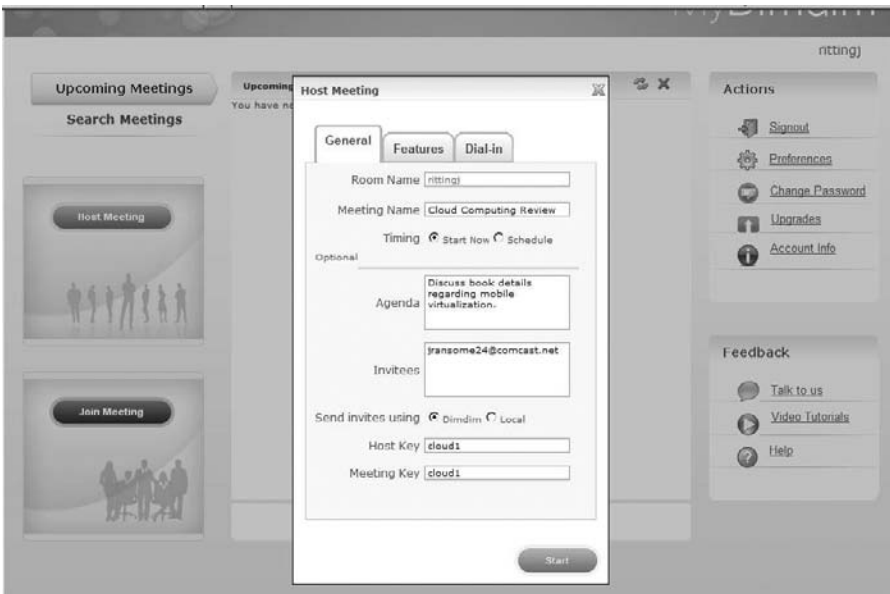 rittingj
Upcoming Meetings
Search Meetings
Host Meeting
Join Meeting
Upcoming
You have
Host Meeting
General
Features
Dial-in
Room Name rittingj
Meeting Name Cloud Computing Review
Timing Start Now Schedule
Optional
Agenda
Discuss book details
regarding mobile
virtualization.
Invitees
jransome24@comcast.net
Send invites using Dimdim Local
Host Key cloud1
Meeting Key cloud1
Start
Actions
Signout
Preferences
Change Password
Upgrades
Account Info
Feedback
Talk to us
Video Tutorials
Help